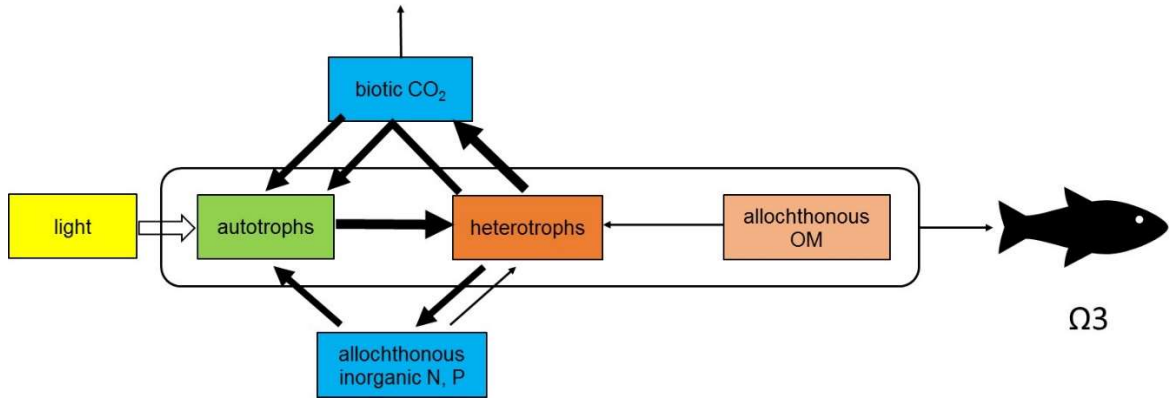 biotic CO₂
light
autotrophs
heterotrophs
allochthonous
OM
allochthonous
inorganic N, P
Ω3